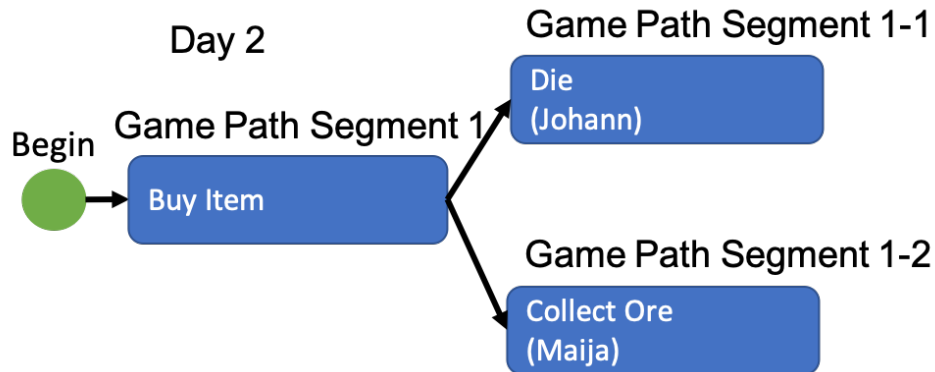 Day 2
Begin
Game Path Segment 1
Buy Item
Game Path Segment 1-1
Die
(Johann)
Game Path Segment 1-2
Collect Ore
(Maija)